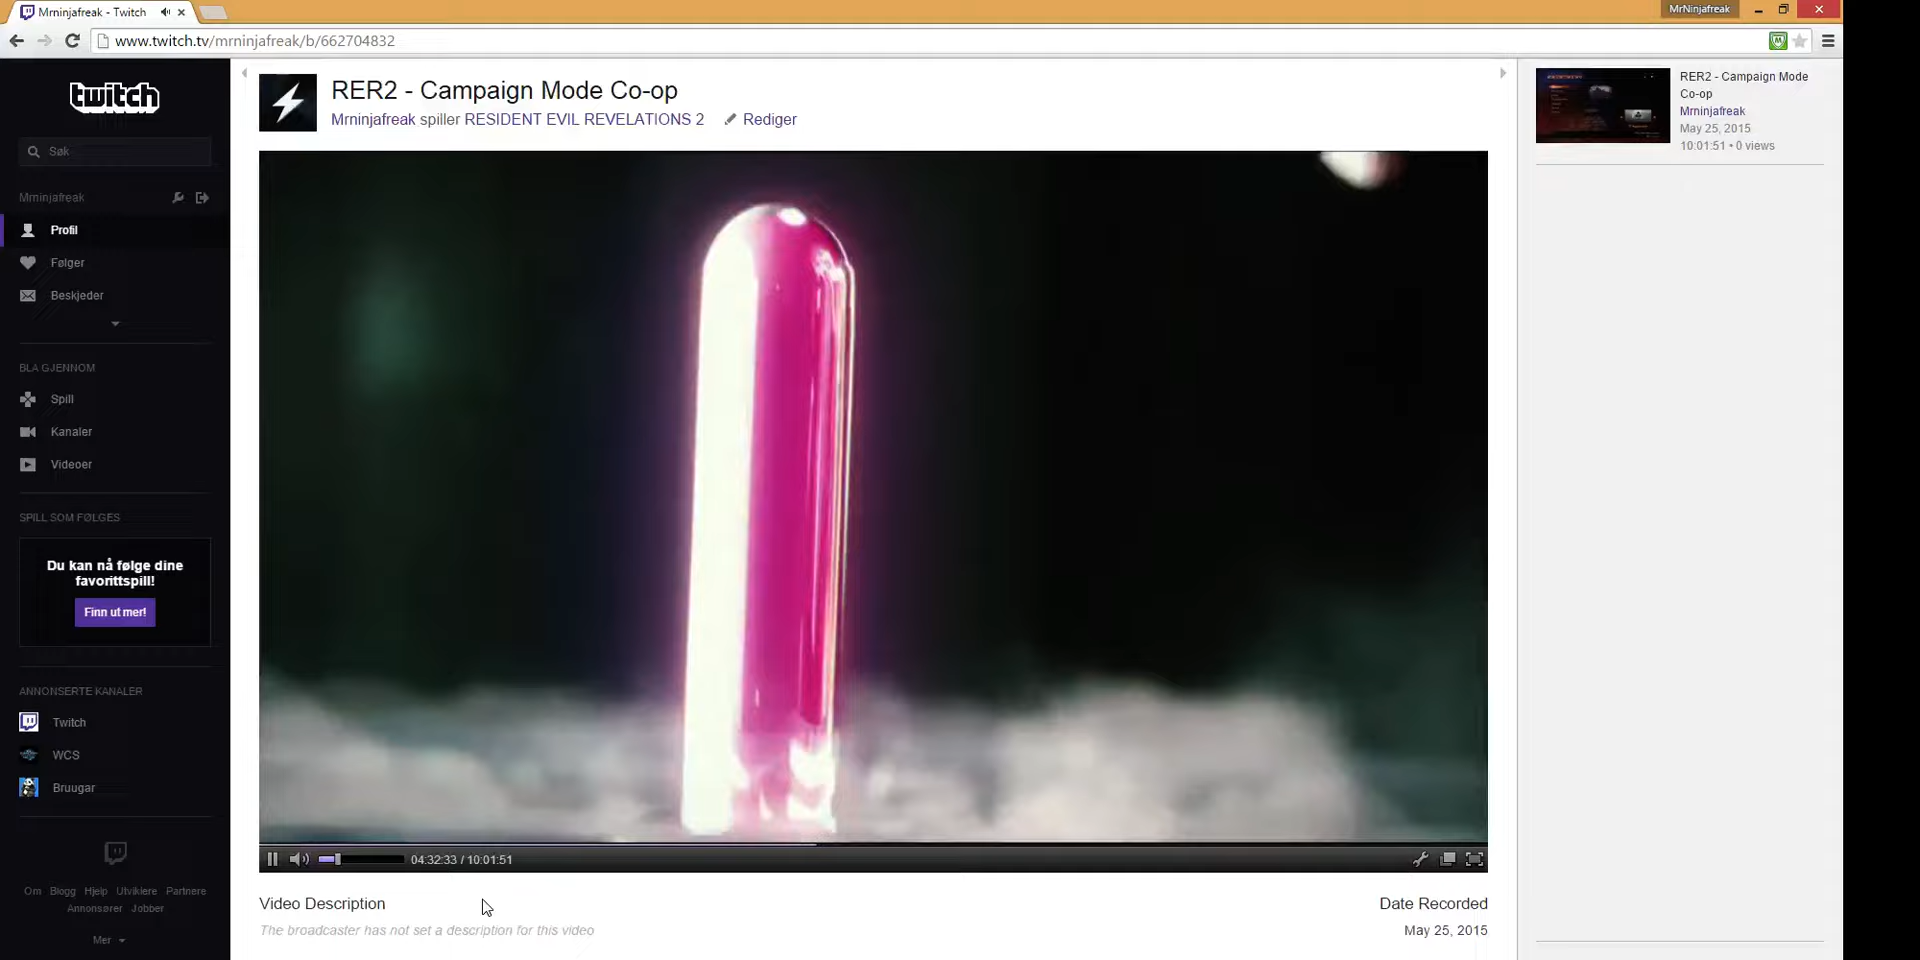 Mrninjafreak - Twitch
MrNinjafreak
www.twitch.tv/mrninjafreak/b/662704832
twitch
Søk
Mrninjafreak
Profil
Følger
Beskjeder
BLA GJENNOM
Spill
Kanaler
Videoer
SPILL SOM FØLGES
Du kan nå følge dine
favorittspill!
Finn ut mer!
ANNONSERTE KANALER
Twitch
WCS
Bruugar
Om Blogg Hjelp Utviklere Partnere
Annonsører Jobber
Mer
RER2 - Campaign Mode Co-op
Mrninjafreak spiller RESIDENT EVIL REVELATIONS 2 Rediger
04:32:33 / 10:01:51
Video Description
The broadcaster has not set a description for this video
Date Recorded
May 25, 2015
RER2 - Campaign Mode
Co-op
Mrninjafreak
May 25, 2015
10:01:51 • 0 views